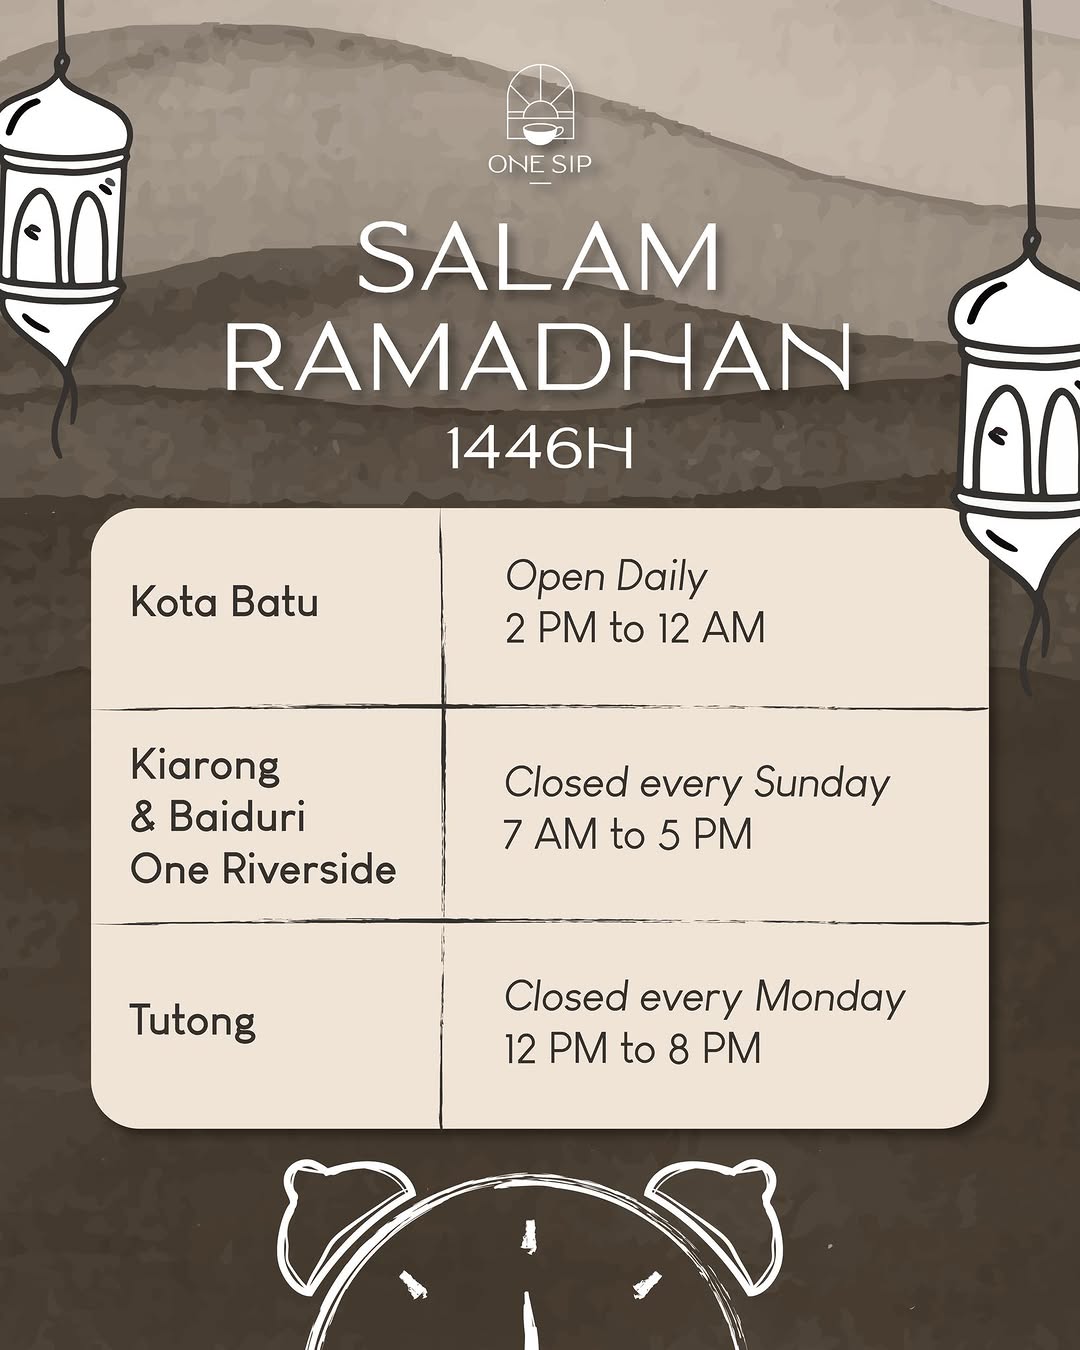 ONE SIP
SALAM
RAMADHAN
1446H
Kota Batu
Open Daily
2 PM to 12 AM
Kiarong
& Baiduri
One Riverside
Closed every Sunday
7 AM to 5 PM
Tutong
Closed every Monday
12 PM to 8 PM